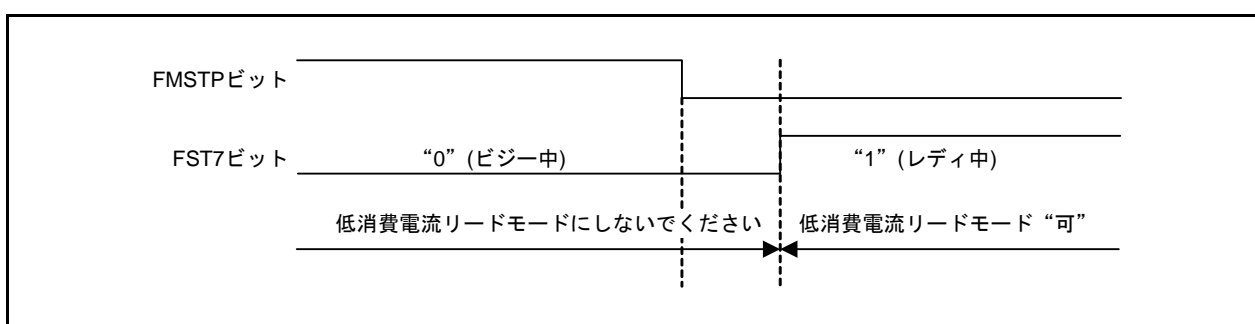 FMSTPビット
FST7ビット
“0”(ビジー中)
“1”(レディ中)
低消費電流リードモードにしないでください
低消費電流リードモード“可”